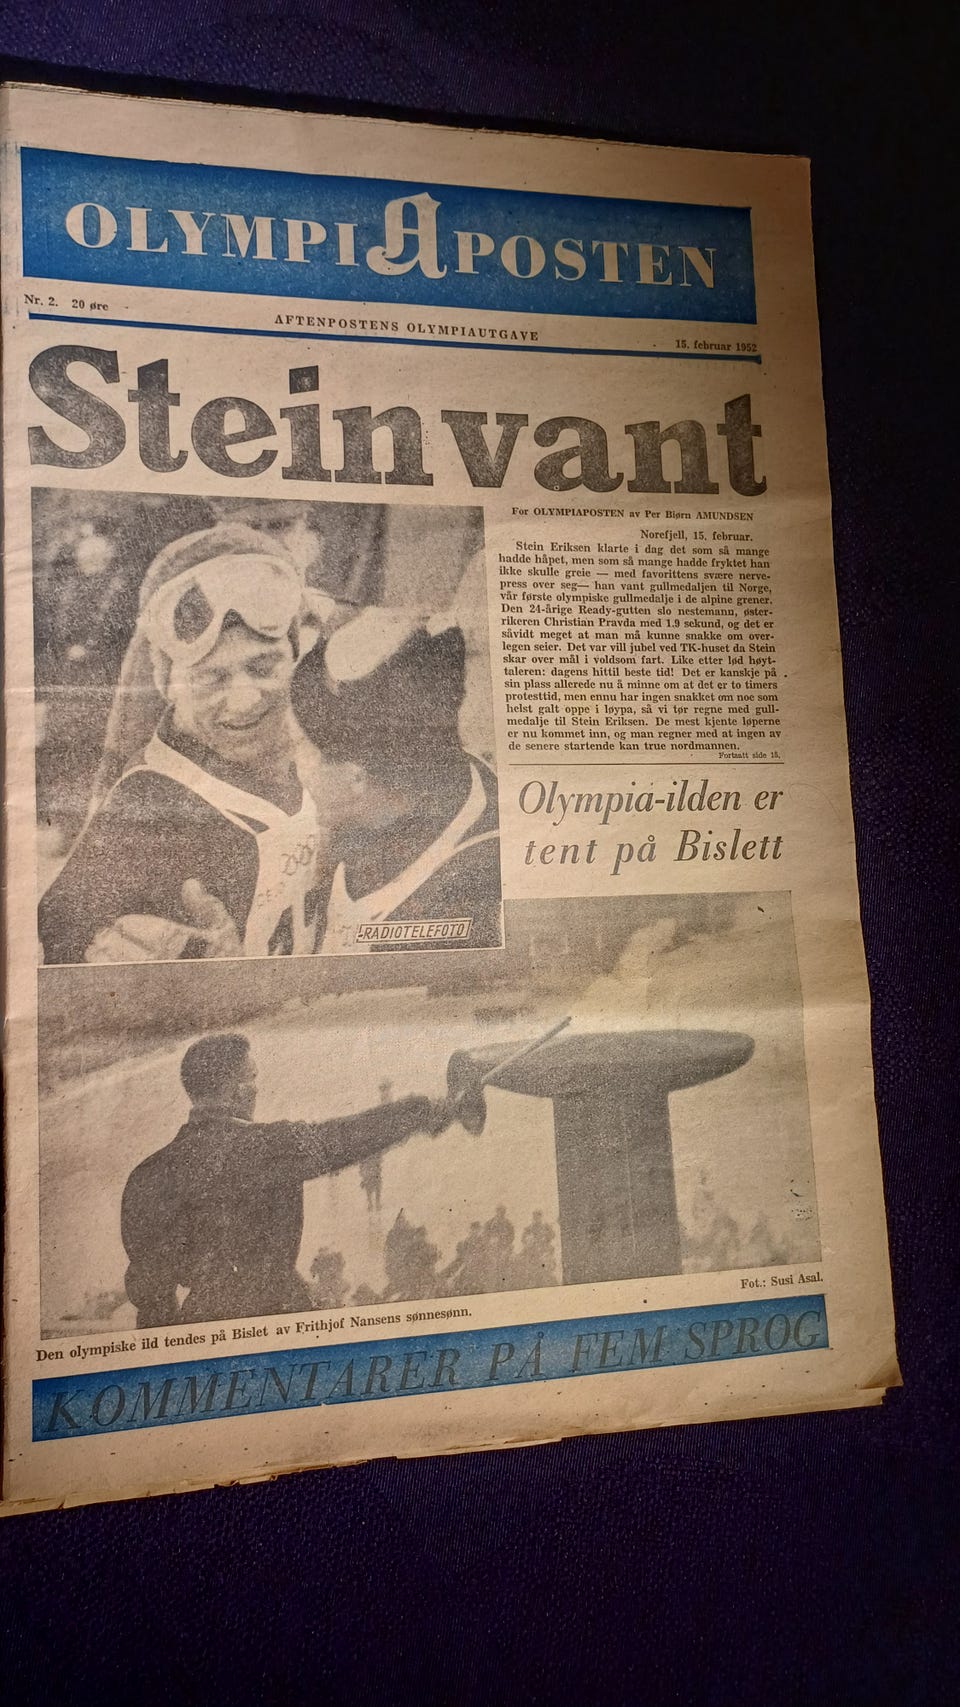 OLYMPIAPOSTEN
Nr. 2. 20 øre
AFTENPOSTENS OLYMPIAUTGAVE
15. februar 1952
Stein vant
For OLYMPIAPOSTEN av Per Biørn AMUNDSEN
Norefjell, 15. februar.
Stein Eriksen klarte i dag det som så mange
hadde håpet, men som så mange hadde fryktet han
ikke skulle greie — med favorittens svære nerve-
press over seg— han vant gullmedaljen til Norge,
vår første olympiske gullmedalje i de alpine grener.
Den 24-årige Ready-gutten slo nestemann, øster-
rikeren Christian Pravda med 1.9 sekund, og det er
såvidt meget at man må kunne snakke om over-
legen seier. Det var vill jubel ved TK-huset da Stein
skar over mål i voldsom fart. Like etter lød høyt-
taleren: dagens hittil beste tid! Det er kanskje på
sin plass allerede nu å minne om at det er to timers
protesttid, men ennu har ingen snakket om noe som
helst galt oppe i løypa, så vi tør regne med gull-
medalje til Stein Eriksen. De mest kjente løperne
er nu kommet inn, og man regner med at ingen av
de senere startende kan true nordmannen.
Fortsatt side 15.
Olympia-ilden er
tent på Bislett
RADIOTELEFOTO
Fot.: Susi Asal.
Den olympiske ild tendes på Bislet av Frithjof Nansens sønnesønn.
KOMMENTARER PÅ FEM SPROG